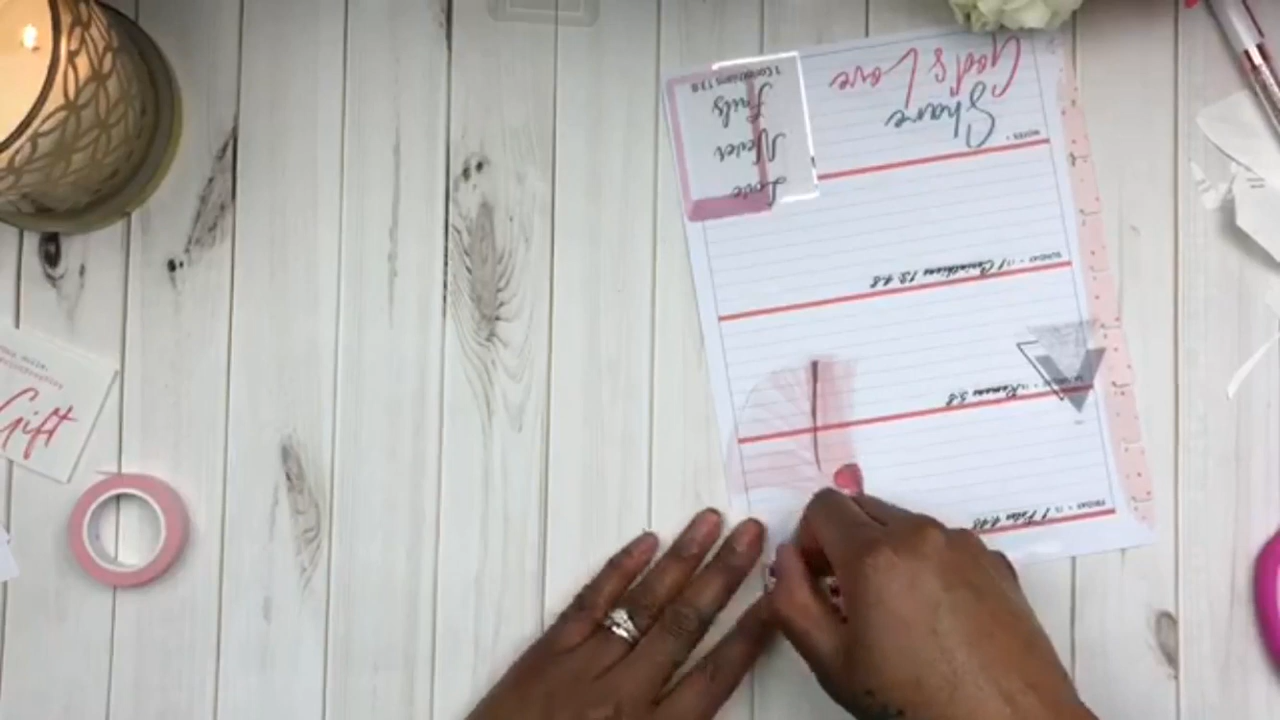 FRIDAY
1 Peter 4:8
Romans 5:8
SUNDAY
1 Corinthians 13:4-8
NOTES •
Share
God's Love
Love
Never
Fails
1 Corinthians 13:8
Gift